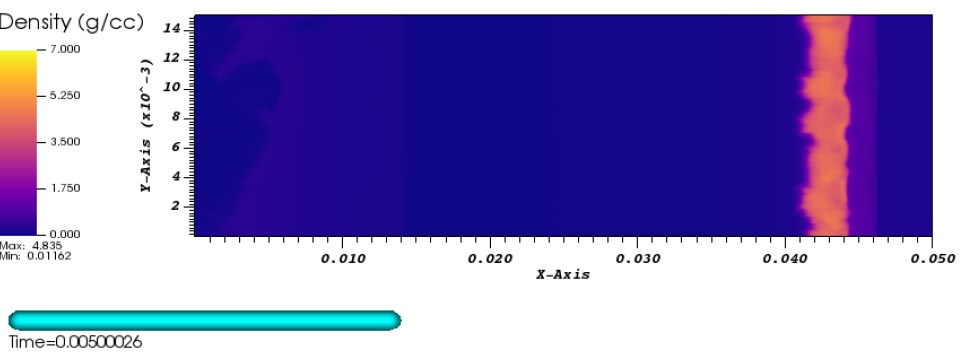 Density (g/cc)
7.000
5.250
3.500
1.750
0.000
Max: 4.835
Min: 0.01162
Y-Axis (x10^-3)
14
12
10
8
6
4
2
0.010 0.020 0.030 0.040 0.050
X-Axis
Time=0.00500026